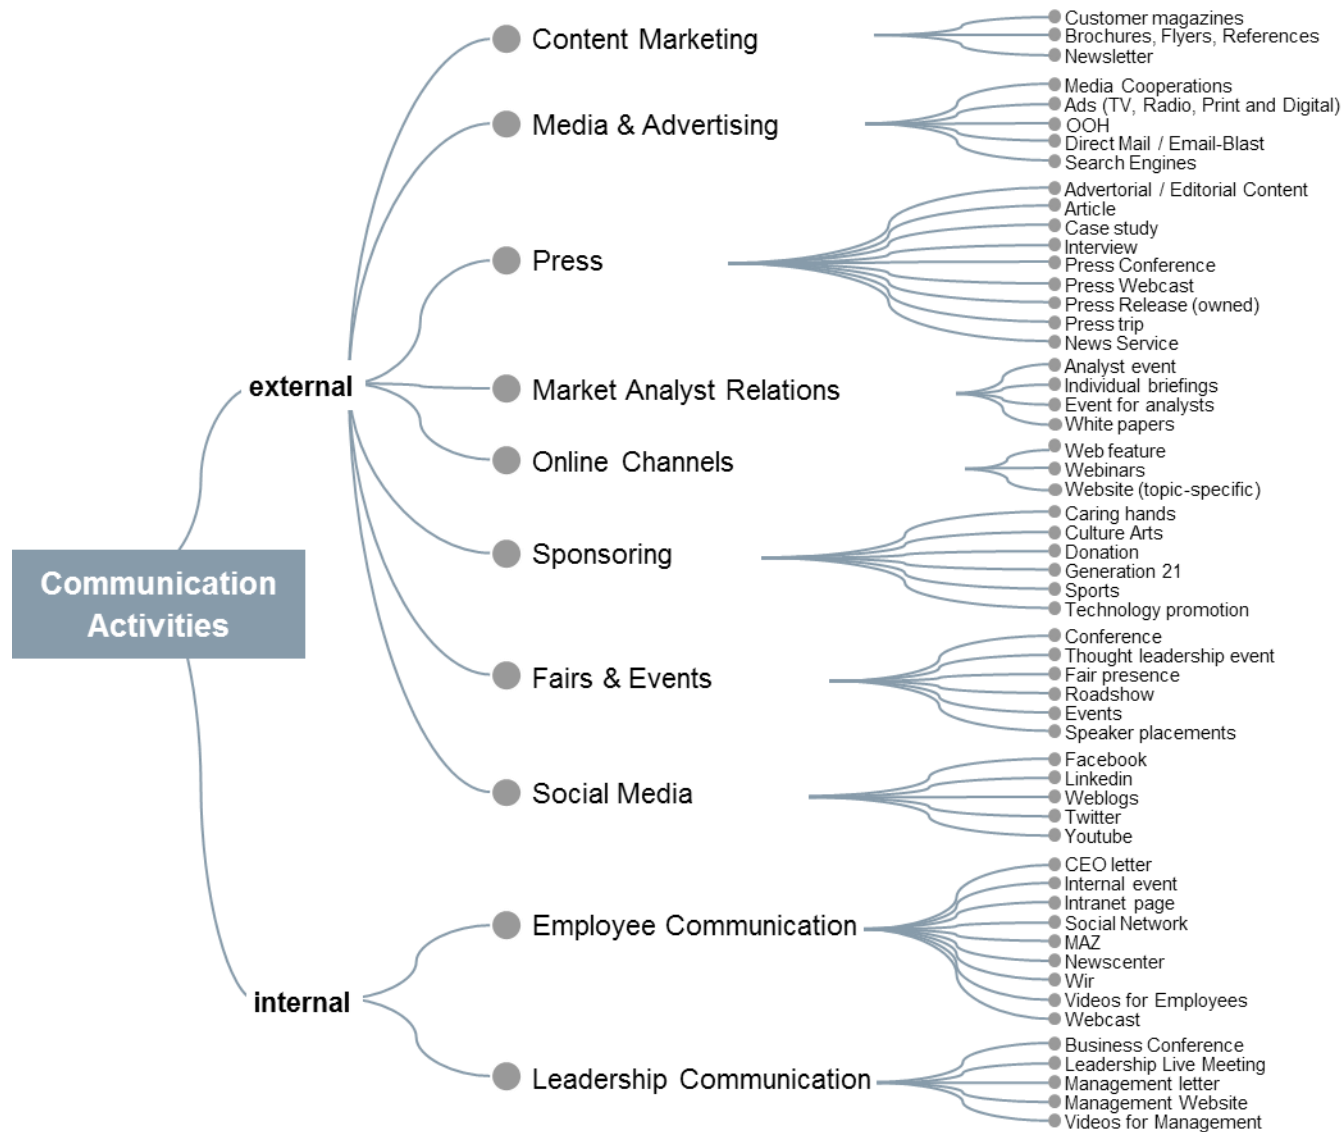 Communication
Activities
external
Content Marketing
Customer magazines
Brochures, Flyers, References
Newsletter
Media & Advertising
Media Cooperations
Ads (TV, Radio, Print and Digital)
OOH
Direct Mail / Email-Blast
Search Engines
Press
Advertorial / Editorial Content
Article
Case study
Interview
Press Conference
Press Webcast
Press Release (owned)
Press trip
News Service
Market Analyst Relations
Analyst event
Individual briefings
Event for analysts
White papers
Online Channels
Web feature
Webinars
Website (topic-specific)
Sponsoring
Caring hands
Culture Arts
Donation
Generation 21
Sports
Technology promotion
Fairs & Events
Conference
Thought leadership event
Fair presence
Roadshow
Events
Speaker placements
Social Media
Facebook
Linkedin
Weblogs
Twitter
Youtube
internal
Employee Communication
CEO letter
Internal event
Intranet page
Social Network
MAZ
Newscenter
Wir
Videos for Employees
Webcast
Leadership Communication
Business Conference
Leadership Live Meeting
Management letter
Management Website
Videos for Management